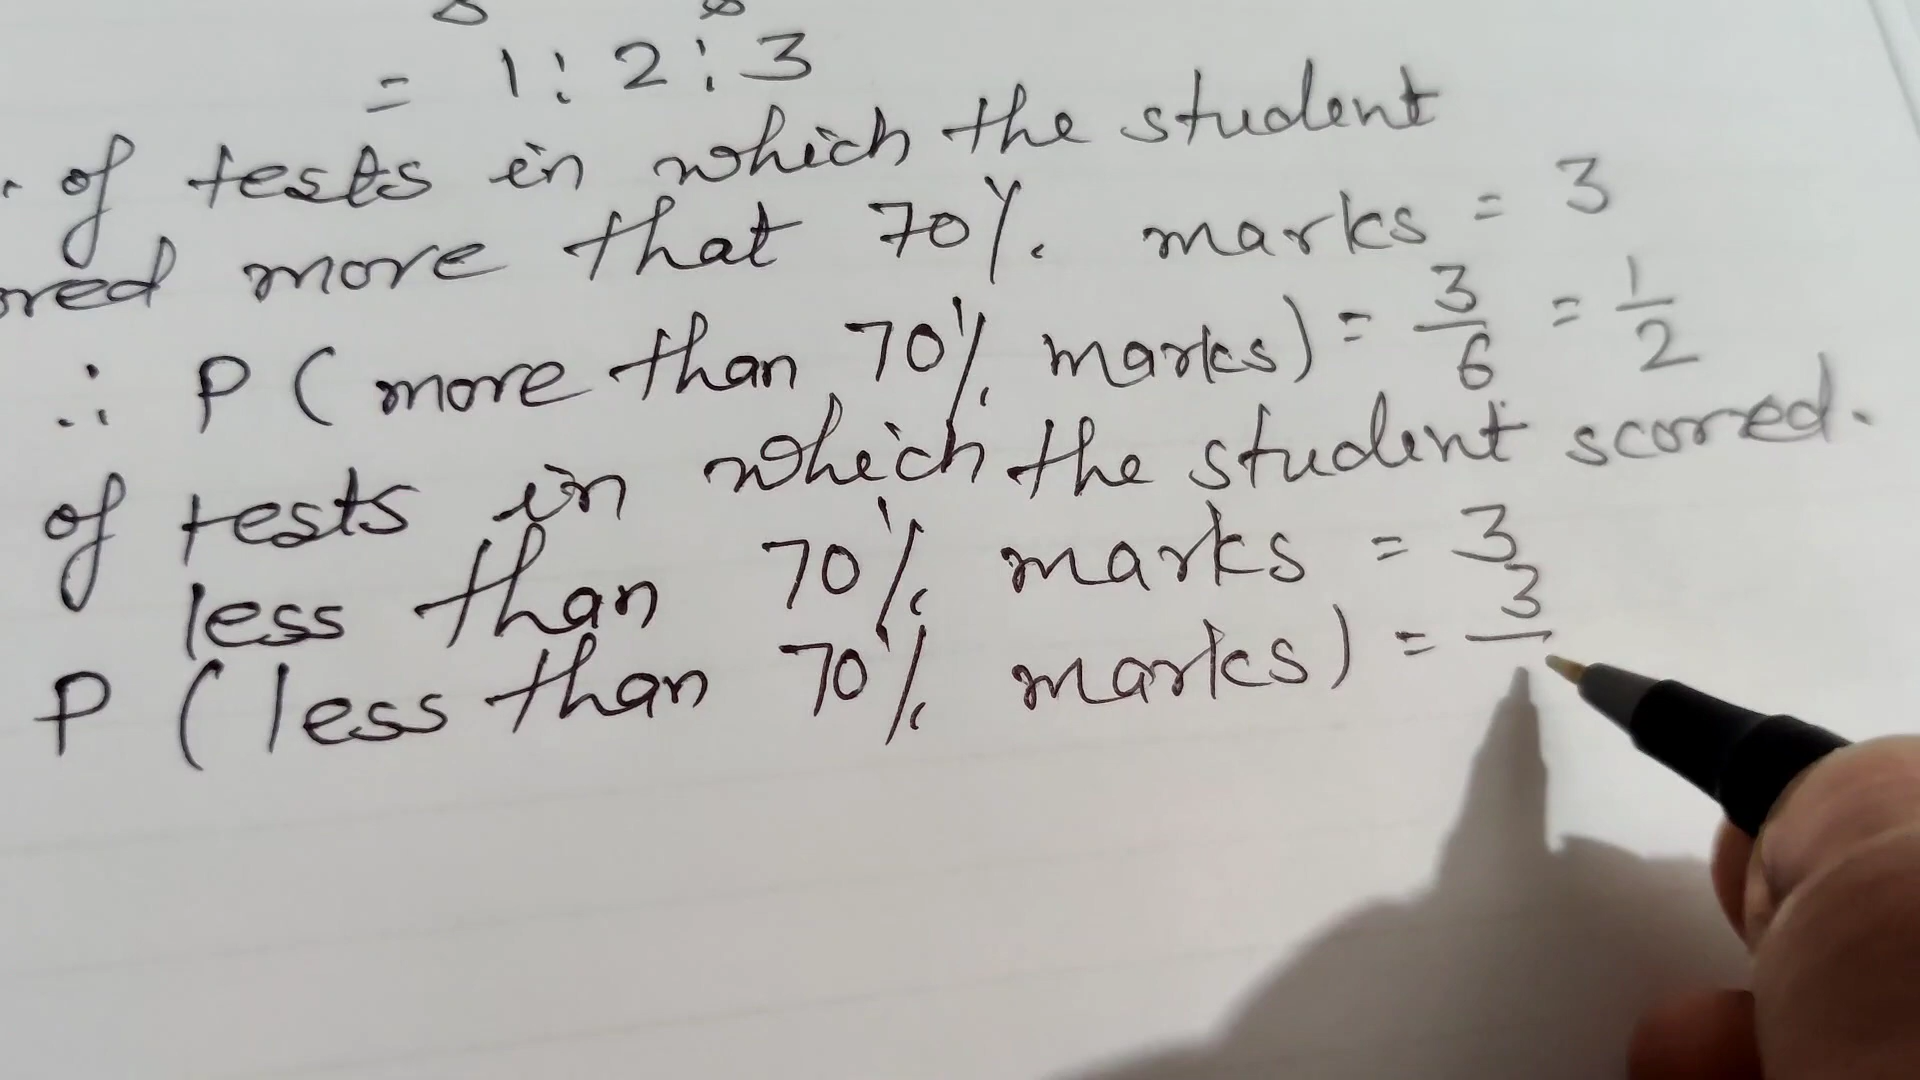 = 1 : 2 : 3
of tests in which the student
ored more that 70% marks = 3
∴ P ( more than 70% marks) = 3/6 = 1/2
of tests in which the student scored.
less than 70% marks = 3
P ( less than 70% marks) = 3/